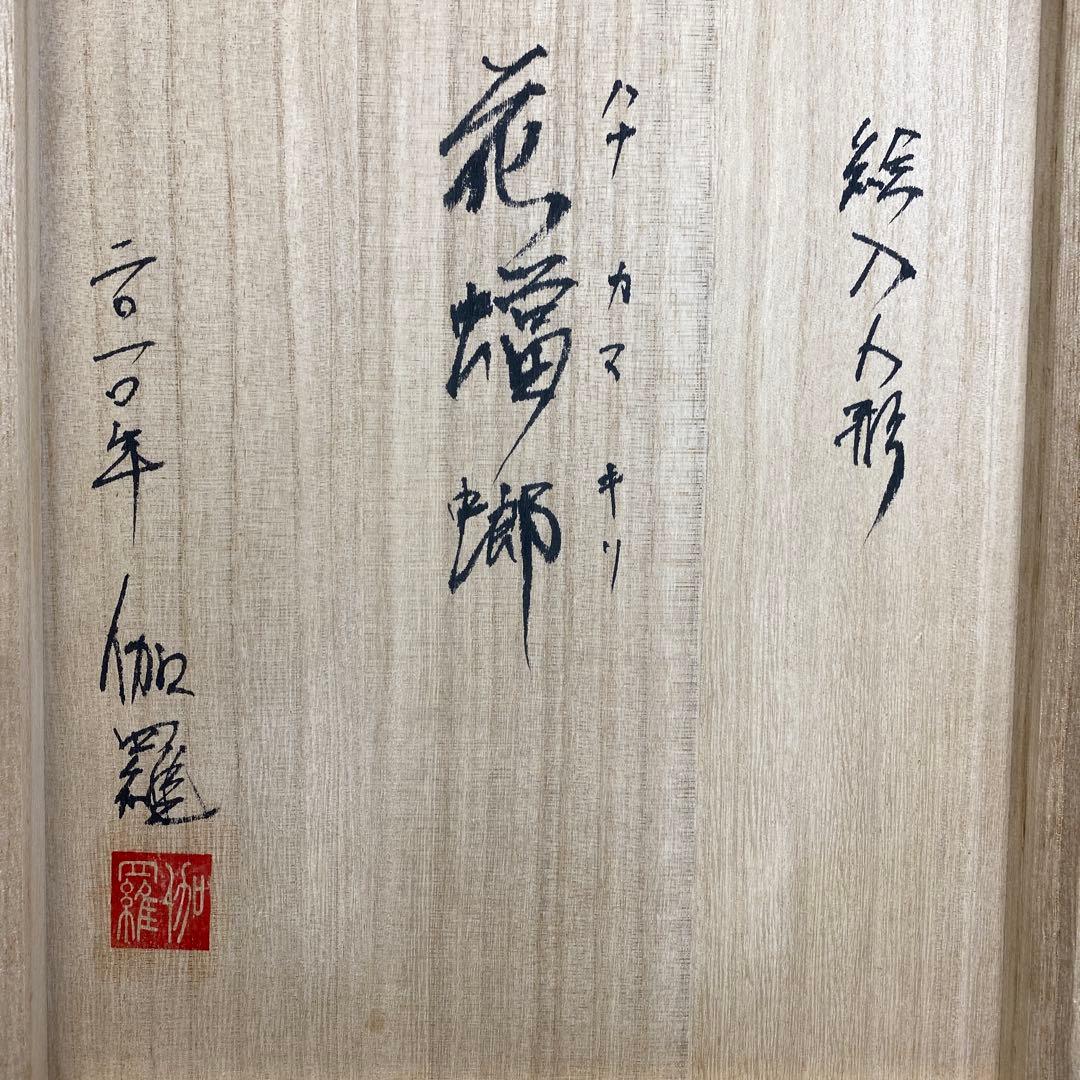 絵入人形
ハナカマキリ
花蟷螂
二〇一〇年 伽羅
伽羅